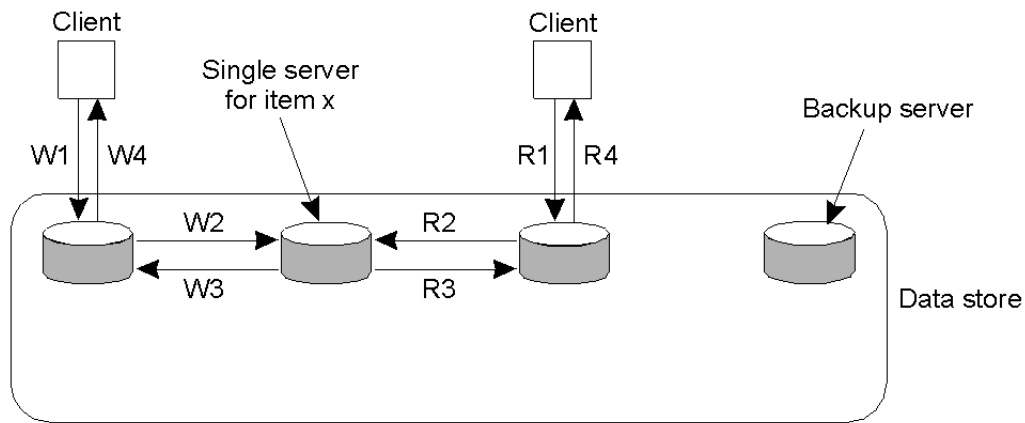 Client
Client
Single server
for item x
Backup server
W1
W4
R1
R4
W2
R2
W3
R3
Data store